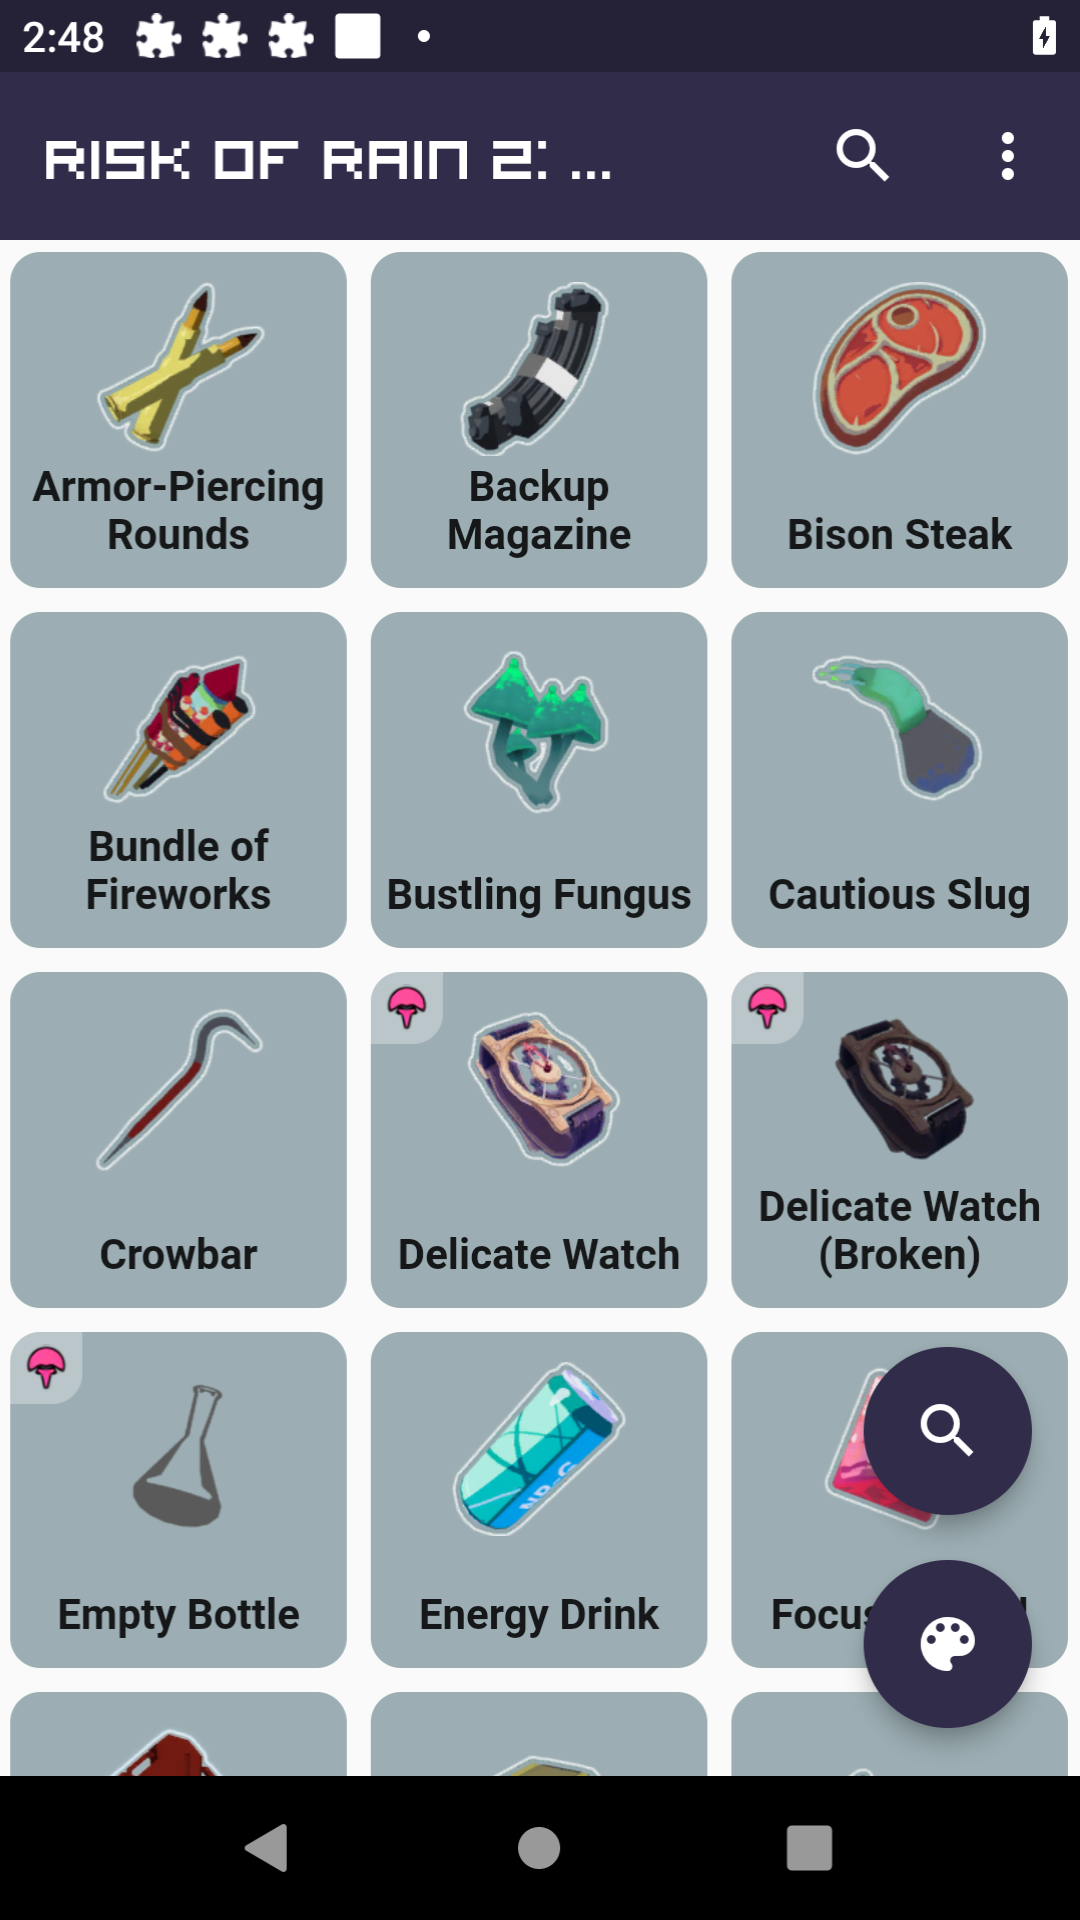 2:48
RISK OF RAIN 2: ...
Armor-Piercing
Rounds
Backup
Magazine
Bison Steak
Bundle of
Fireworks
Bustling Fungus
Cautious Slug
Crowbar
Delicate Watch
Delicate Watch
(Broken)
Empty Bottle
Energy Drink